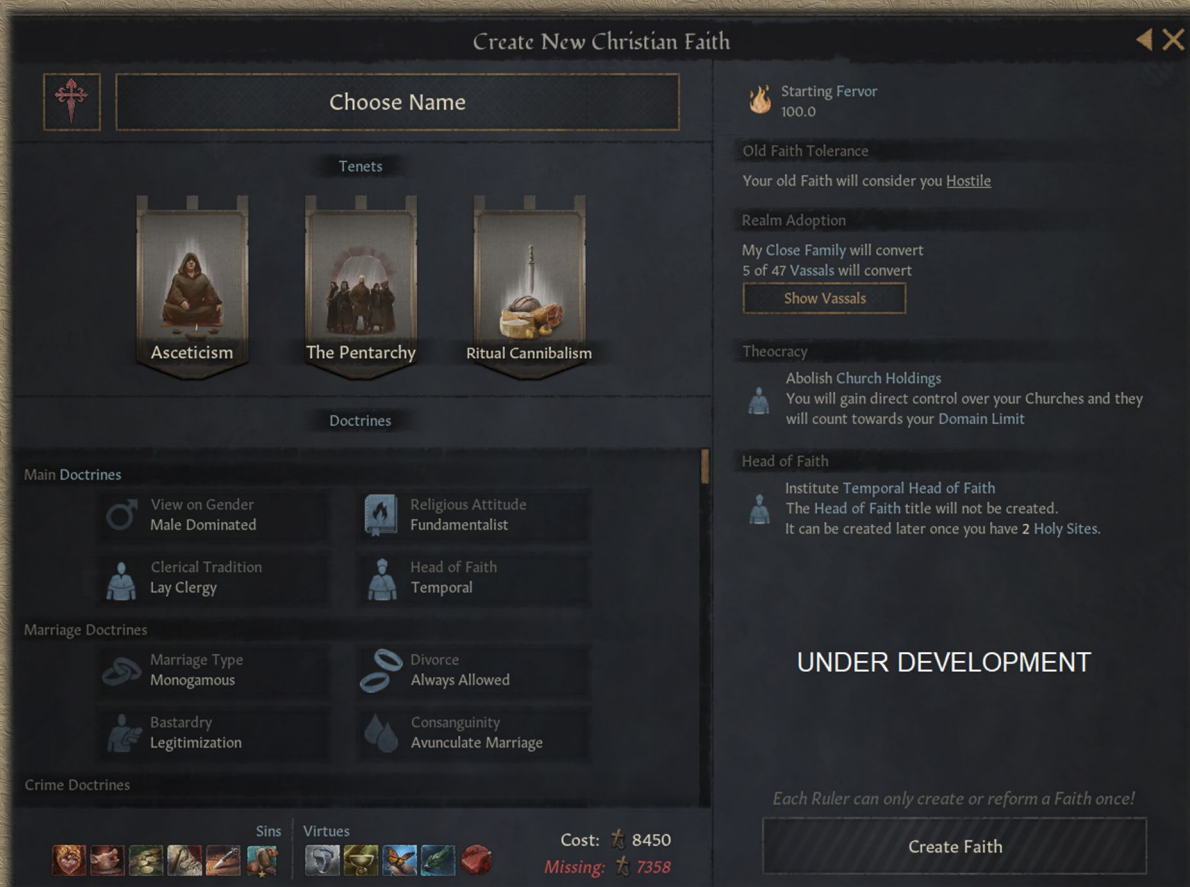 Create New Christian Faith
Choose Name
Tenets
Asceticism
The Pentarchy
Ritual Cannibalism
Doctrines
Main Doctrines
View on Gender
Male Dominated
Religious Attitude
Fundamentalist
Clerical Tradition
Lay Clergy
Head of Faith
Temporal
Marriage Doctrines
Marriage Type
Monogamous
Divorce
Always Allowed
Bastardry
Legitimization
Consanguinity
Avunculate Marriage
Crime Doctrines
Sins
Virtues
Cost: 8450
Missing: 7358
Starting Fervor
100.0
Old Faith Tolerance
Your old Faith will consider you Hostile
Realm Adoption
My Close Family will convert
5 of 47 Vassals will convert
Show Vassals
Theocracy
Abolish Church Holdings
You will gain direct control over your Churches and they
will count towards your Domain Limit
Head of Faith
Institute Temporal Head of Faith
The Head of Faith title will not be created.
It can be created later once you have 2 Holy Sites.
UNDER DEVELOPMENT
Each Ruler can only create or reform a Faith once!
Create Faith